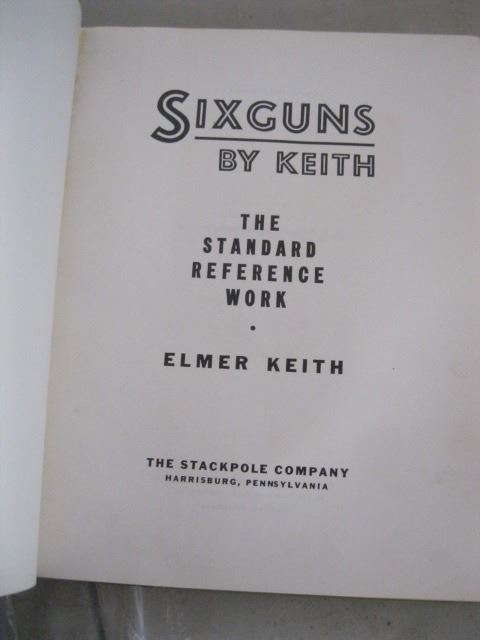 SIXGUNS
BY KEITH
THE
STANDARD
REFERENCE
WORK
•
ELMER KEITH
THE STACKPOLE COMPANY
HARRISBURG, PENNSYLVANIA